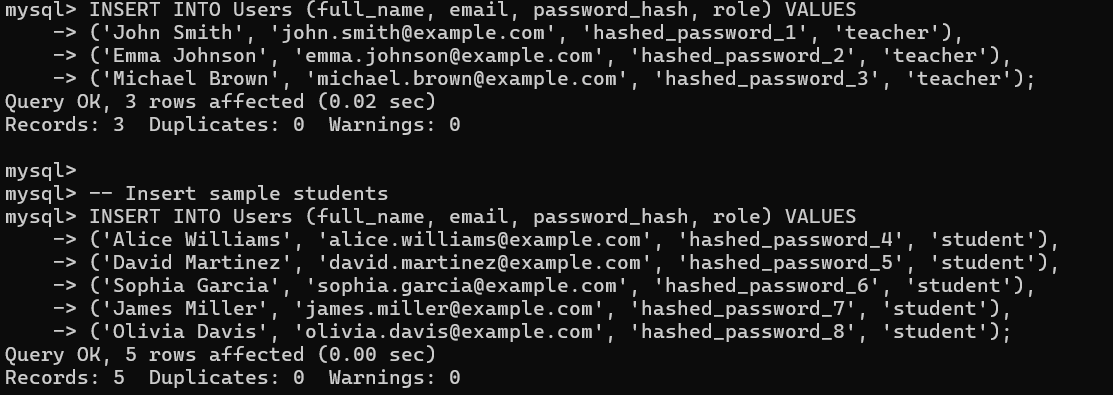 mysql> INSERT INTO Users (full_name, email, password_hash, role) VALUES
    -> ('John Smith', 'john.smith@example.com', 'hashed_password_1', 'teacher'),
    -> ('Emma Johnson', 'emma.johnson@example.com', 'hashed_password_2', 'teacher'),
    -> ('Michael Brown', 'michael.brown@example.com', 'hashed_password_3', 'teacher');
Query OK, 3 rows affected (0.02 sec)
Records: 3  Duplicates: 0  Warnings: 0

mysql>
mysql> -- Insert sample students
mysql> INSERT INTO Users (full_name, email, password_hash, role) VALUES
    -> ('Alice Williams', 'alice.williams@example.com', 'hashed_password_4', 'student'),
    -> ('David Martinez', 'david.martinez@example.com', 'hashed_password_5', 'student'),
    -> ('Sophia Garcia', 'sophia.garcia@example.com', 'hashed_password_6', 'student'),
    -> ('James Miller', 'james.miller@example.com', 'hashed_password_7', 'student'),
    -> ('Olivia Davis', 'olivia.davis@example.com', 'hashed_password_8', 'student');
Query OK, 5 rows affected (0.00 sec)
Records: 5  Duplicates: 0  Warnings: 0